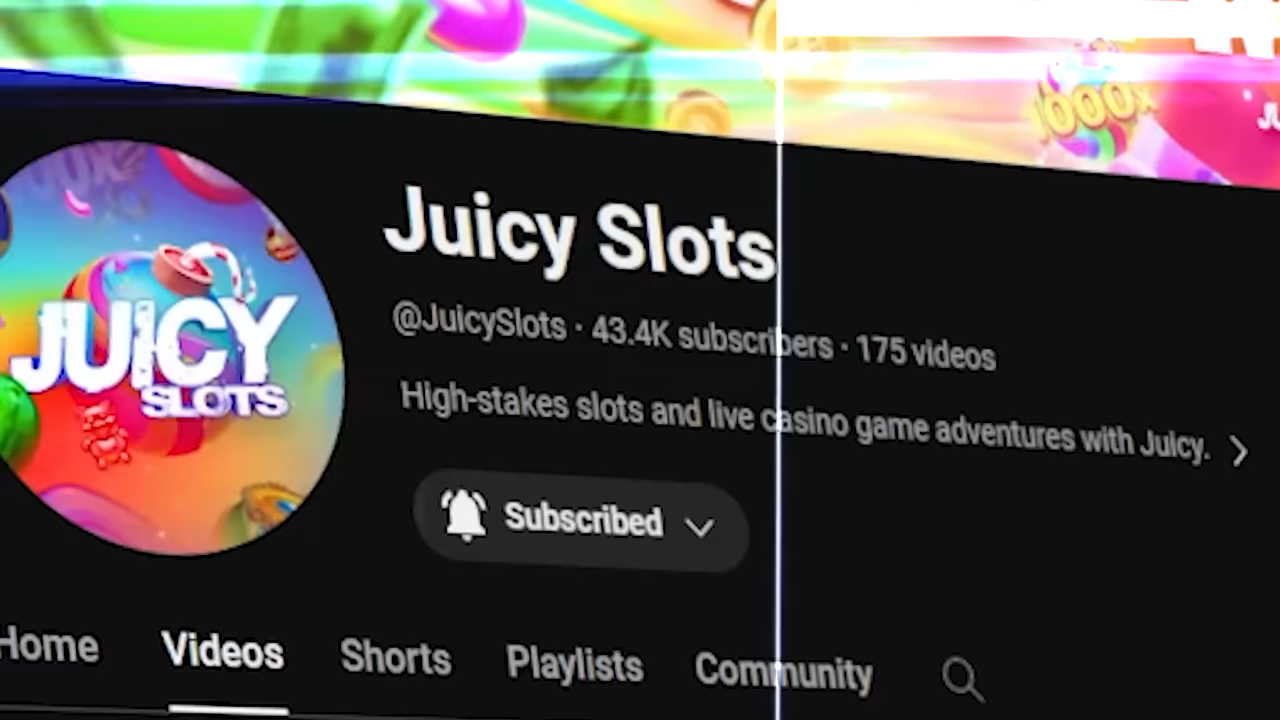 1000x
Juicy Slots
JUICY
SLOTS
@JuicySlots · 43.4K subscribers · 175 videos
High-stakes slots and live casino game adventures with Juicy.
Subscribed
Home Videos Shorts Playlists Community